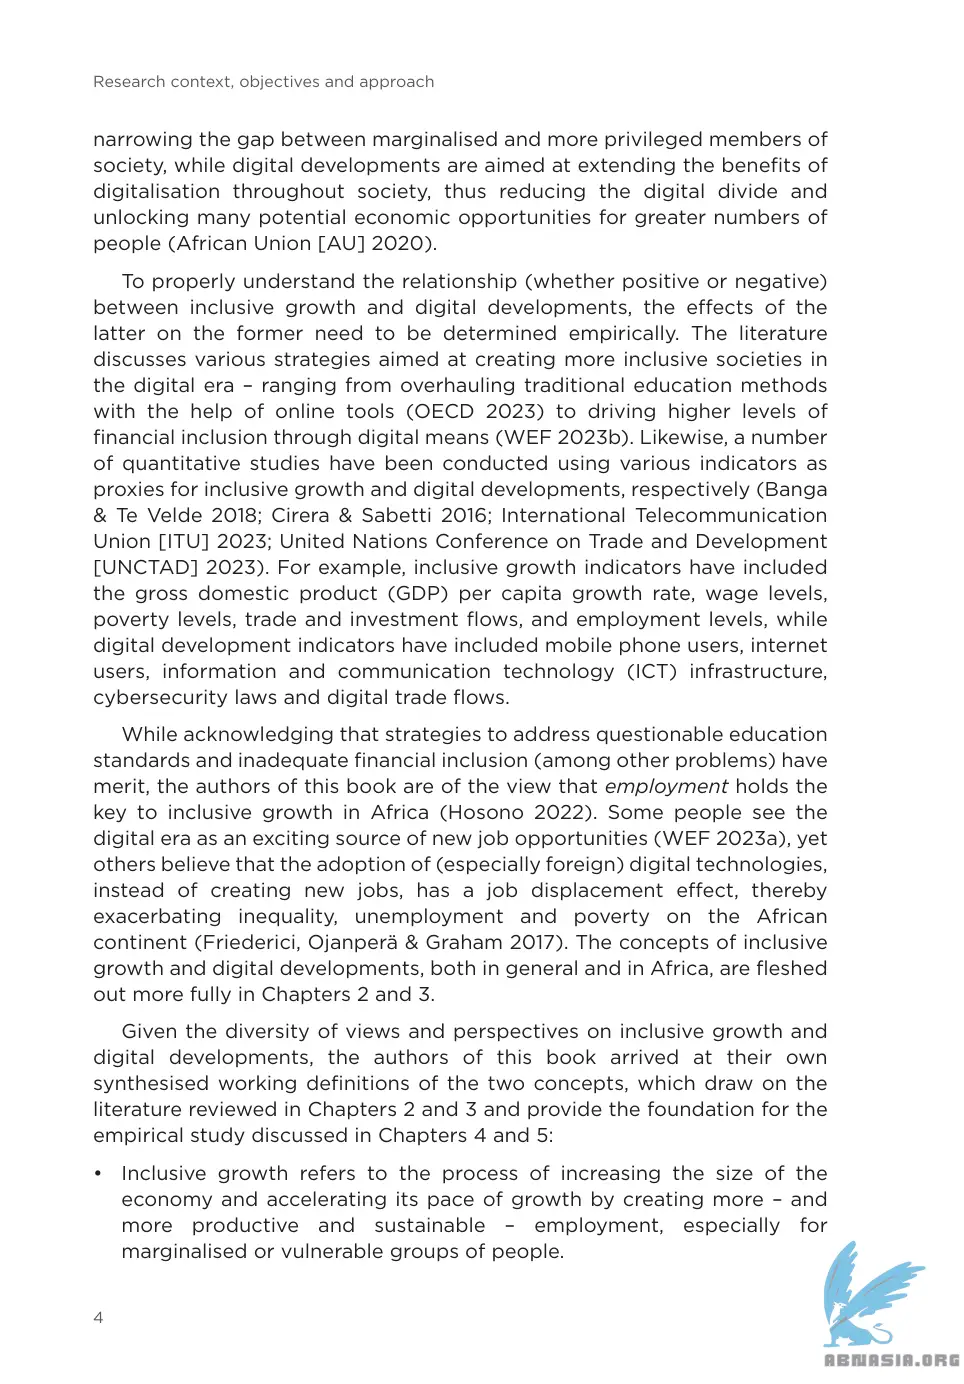 Research context, objectives and approach
narrowing the gap between marginalised and more privileged members of
society, while digital developments are aimed at extending the benefits of
digitalisation throughout society, thus reducing the digital divide and
unlocking many potential economic opportunities for greater numbers of
people (African Union [AU] 2020).
To properly understand the relationship (whether positive or negative)
between inclusive growth and digital developments, the effects of the
latter on the former need to be determined empirically. The literature
discusses various strategies aimed at creating more inclusive societies in
the digital era – ranging from overhauling traditional education methods
with the help of online tools (OECD 2023) to driving higher levels of
financial inclusion through digital means (WEF 2023b). Likewise, a number
of quantitative studies have been conducted using various indicators as
proxies for inclusive growth and digital developments, respectively (Banga
& Te Velde 2018; Cirera & Sabetti 2016; International Telecommunication
Union [ITU] 2023; United Nations Conference on Trade and Development
[UNCTAD] 2023). For example, inclusive growth indicators have included
the gross domestic product (GDP) per capita growth rate, wage levels,
poverty levels, trade and investment flows, and employment levels, while
digital development indicators have included mobile phone users, internet
users, information and communication technology (ICT) infrastructure,
cybersecurity laws and digital trade flows.
While acknowledging that strategies to address questionable education
standards and inadequate financial inclusion (among other problems) have
merit, the authors of this book are of the view that employment holds the
key to inclusive growth in Africa (Hosono 2022). Some people see the
digital era as an exciting source of new job opportunities (WEF 2023a), yet
others believe that the adoption of (especially foreign) digital technologies,
instead of creating new jobs, has a job displacement effect, thereby
exacerbating inequality, unemployment and poverty on the African
continent (Friederici, Ojanperä & Graham 2017). The concepts of inclusive
growth and digital developments, both in general and in Africa, are fleshed
out more fully in Chapters 2 and 3.
Given the diversity of views and perspectives on inclusive growth and
digital developments, the authors of this book arrived at their own
synthesised working definitions of the two concepts, which draw on the
literature reviewed in Chapters 2 and 3 and provide the foundation for the
empirical study discussed in Chapters 4 and 5:
• Inclusive growth refers to the process of increasing the size of the
economy and accelerating its pace of growth by creating more – and
more productive and sustainable – employment, especially for
marginalised or vulnerable groups of people.
4
ABNASIA.ORG